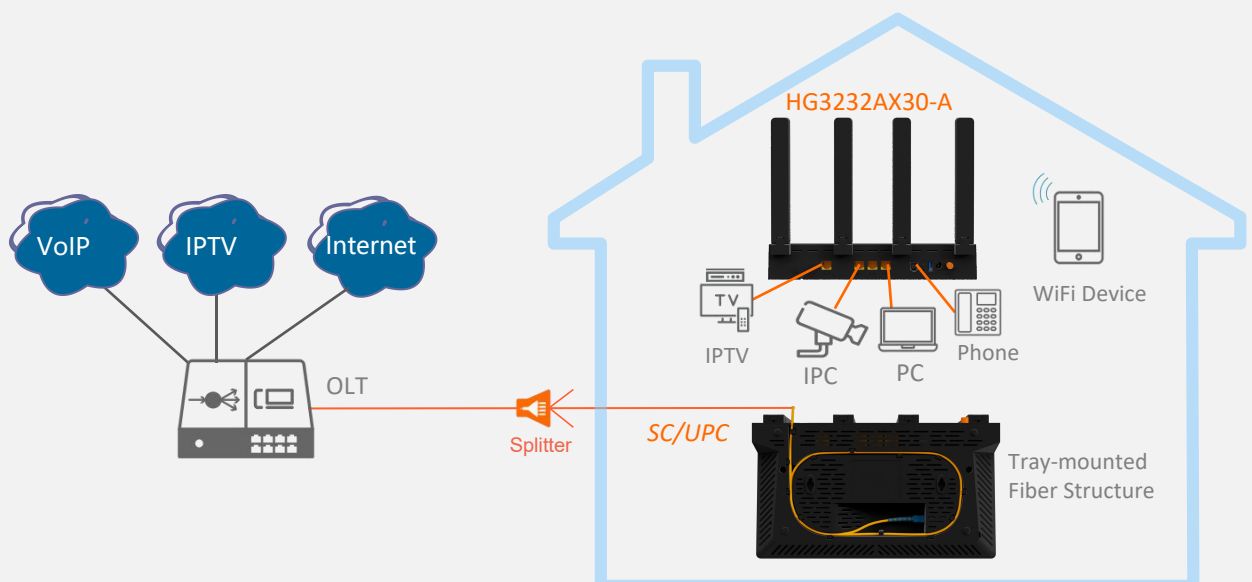 HG3232AX30-A
VoIP
IPTV
Internet
WiFi Device
TV
IPTV
IPC
PC
Phone
OLT
Splitter
SC/UPC
Tray-mounted
Fiber Structure